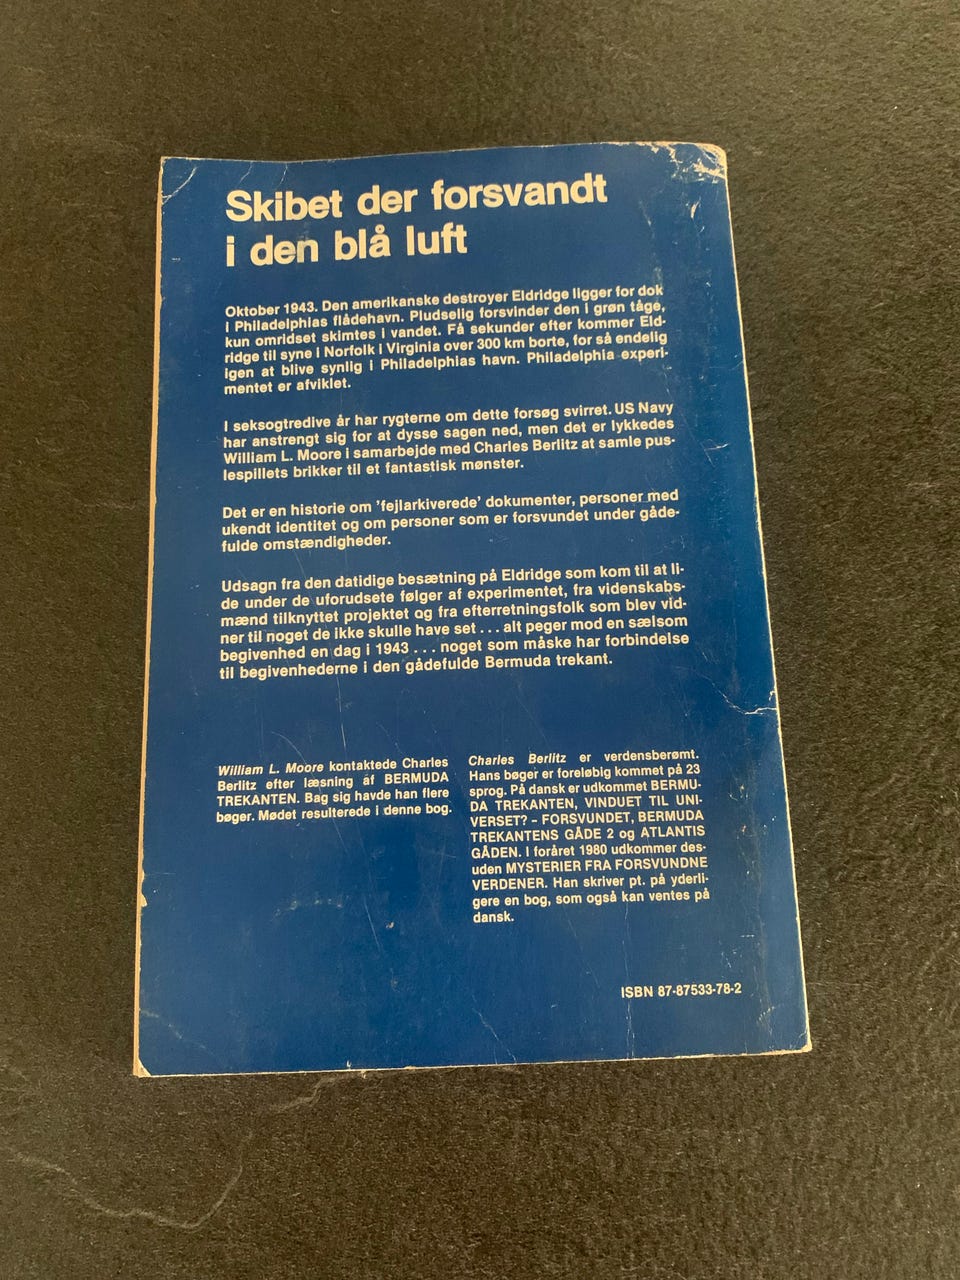 Skibet der forsvandt
i den blå luft
Oktober 1943. Den amerikanske destroyer Eldridge ligger for dok
i Philadelphias flådehavn. Pludselig forsvinder den i grøn tåge,
kun omridset skimtes i vandet. Få sekunder efter kommer Eld-
ridge til syne i Norfolk i Virginia over 300 km borte, for så endelig
igen at blive synlig i Philadelphias havn. Philadelphia experi-
mentet er afviklet.
I seksogtredive år har rygterne om dette forsøg svirret. US Navy
har anstrengt sig for at dysse sagen ned, men det er lykkedes
William L. Moore i samarbejde med Charles Berlitz at samle pus-
lespillets brikker til et fantastisk mønster.
Det er en historie om 'fejlarkiverede' dokumenter, personer med
ukendt identitet og om personer som er forsvundet under gåde-
fulde omstændigheder.
Udsagn fra den datidige besætning på Eldridge som kom til at li-
de under de uforudsete følger af experimentet, fra videnskabs-
mænd tilknyttet projektet og fra efterretningsfolk som blev vid-
ner til noget de ikke skulle have set ... alt peger mod en sælsom
begivenhed en dag i 1943 ... noget som måske har forbindelse
til begivenhederne i den gådefulde Bermuda trekant.
William L. Moore kontaktede Charles
Berlitz efter læsning af BERMUDA
TREKANTEN. Bag sig havde han flere
bøger. Mødet resulterede i denne bog.
Charles Berlitz er verdensberømt.
Hans bøger er foreløbig kommet på 23
sprog. På dansk er udkommet BERMU-
DA TREKANTEN, VINDUET TIL UNI-
VERSET? - FORSVUNDET, BERMUDA
TREKANTENS GÅDE 2 og ATLANTIS
GÅDEN. I foråret 1980 udkommer des-
uden MYSTERIER FRA FORSVUNDNE
VERDENER. Han skriver pt. på yderli-
gere en bog, som også kan ventes på
dansk.
ISBN 87-87533-78-2